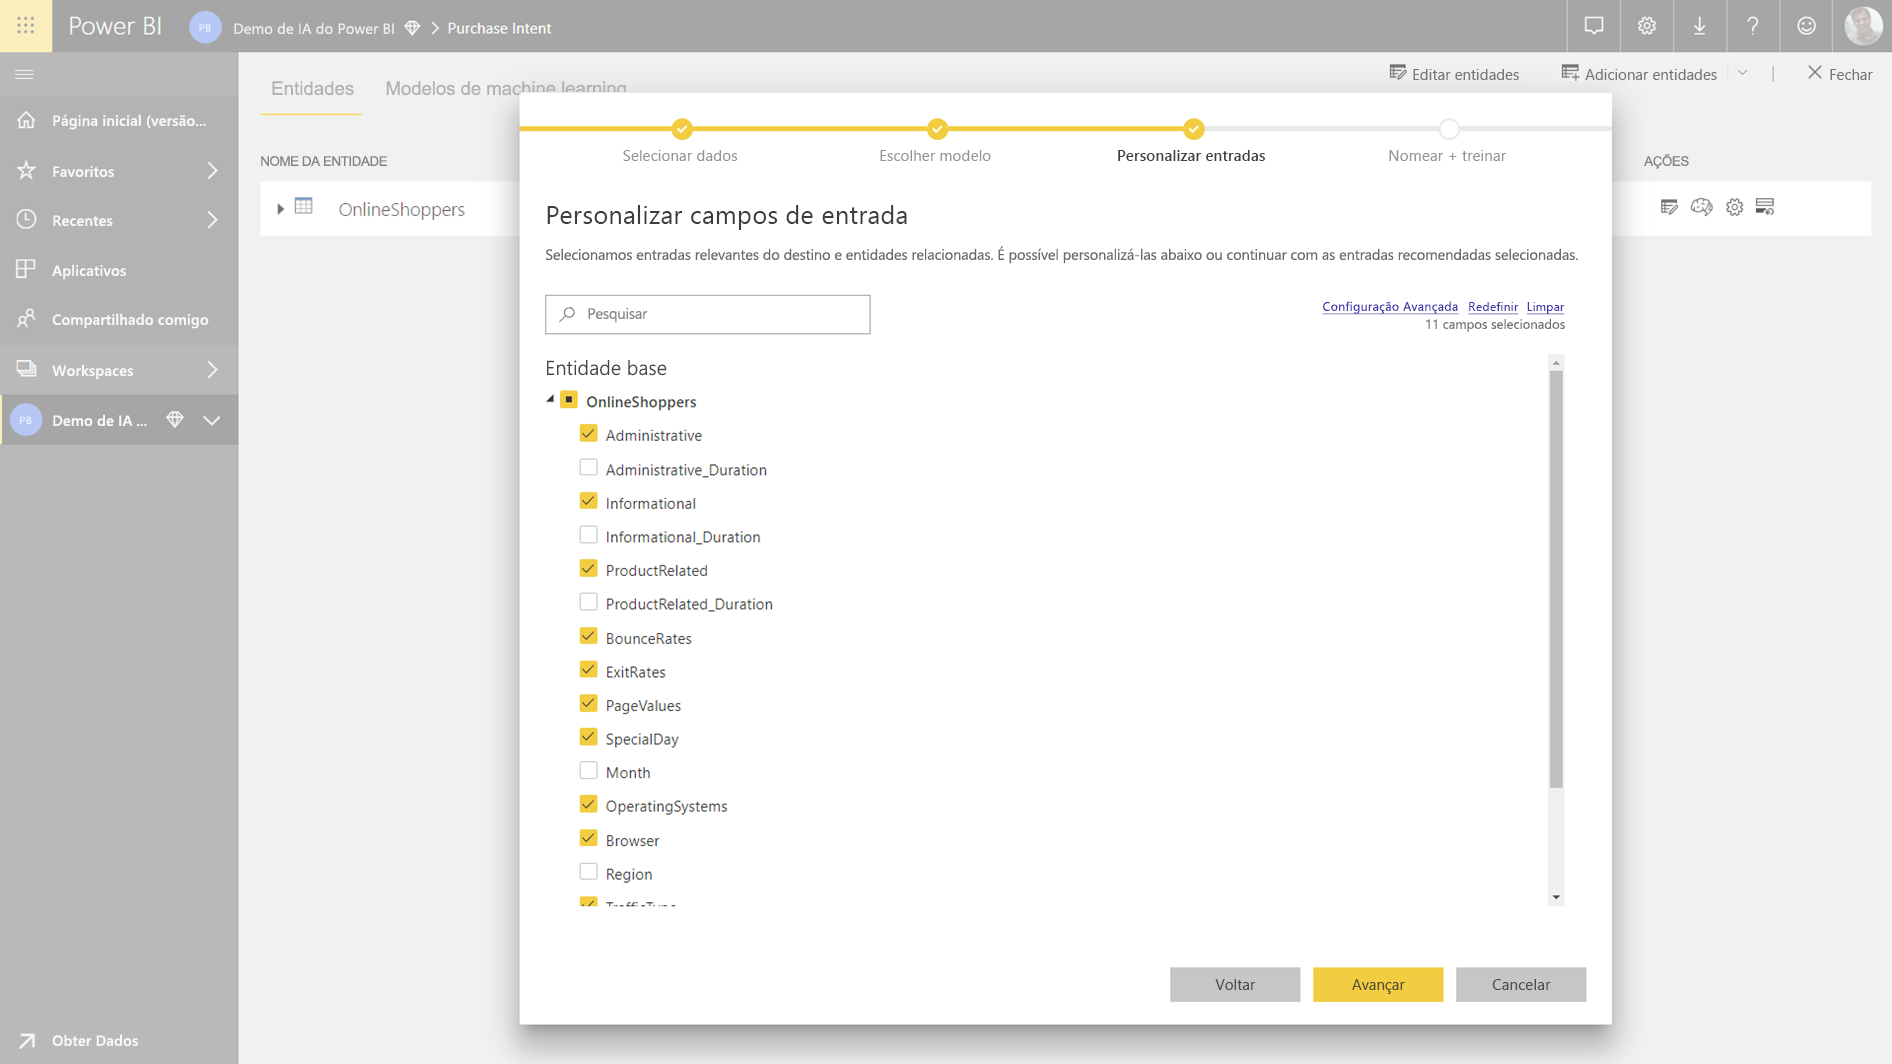 Power BI
PB
Demo de IA do Power BI
Purchase Intent
Página inicial (versão...
Favoritos
Recentes
Aplicativos
Compartilhado comigo
Workspaces
PB
Demo de IA ...
Obter Dados
Entidades
Modelos de machine learning
Editar entidades
Adicionar entidades
Fechar
NOME DA ENTIDADE
AÇÕES
OnlineShoppers
Selecionar dados
Escolher modelo
Personalizar entradas
Nomear + treinar
Personalizar campos de entrada
Selecionamos entradas relevantes do destino e entidades relacionadas. É possível personalizá-las abaixo ou continuar com as entradas recomendadas selecionadas.
Pesquisar
Configuração Avançada Redefinir Limpar
11 campos selecionados
Entidade base
OnlineShoppers
Administrative
Administrative_Duration
Informational
Informational_Duration
ProductRelated
ProductRelated_Duration
BounceRates
ExitRates
PageValues
SpecialDay
Month
OperatingSystems
Browser
Region
TrafficType
Voltar
Avançar
Cancelar